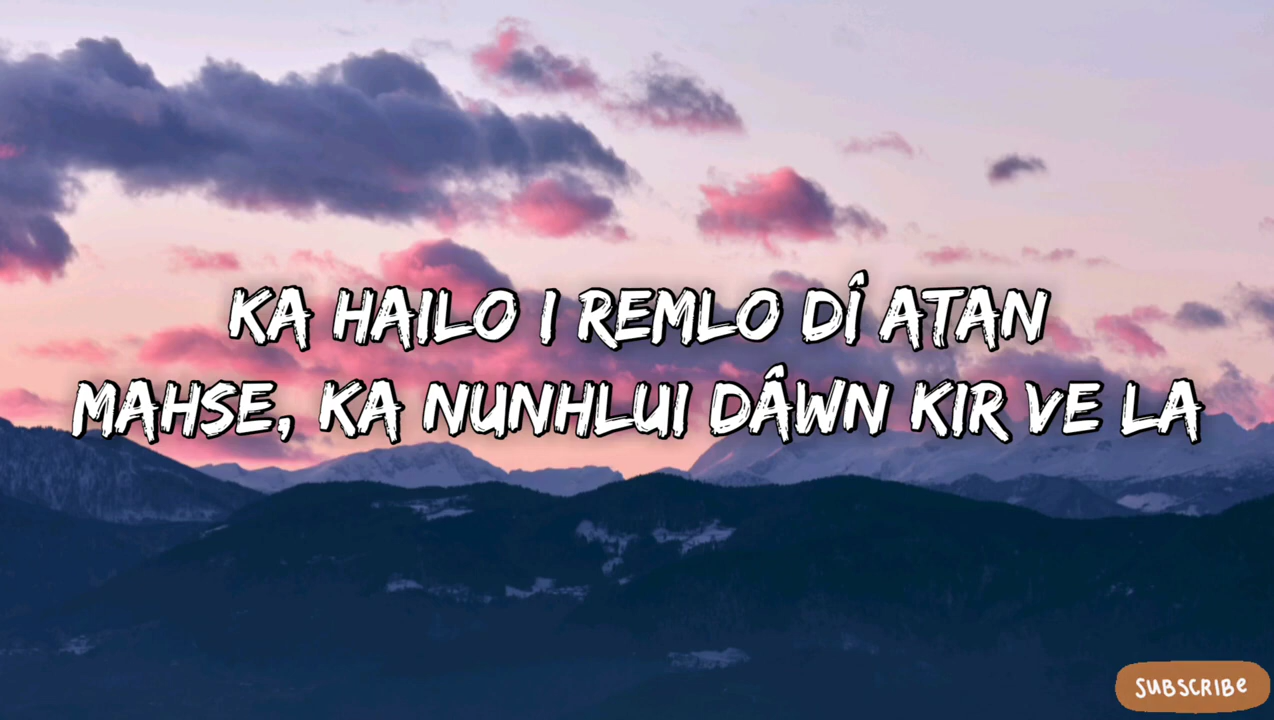 KA HAILO I REMLO DÎ ATAN
MAHSE, KA NUNHLUI DÂWN KIR VE LA
SUBSCRIBE